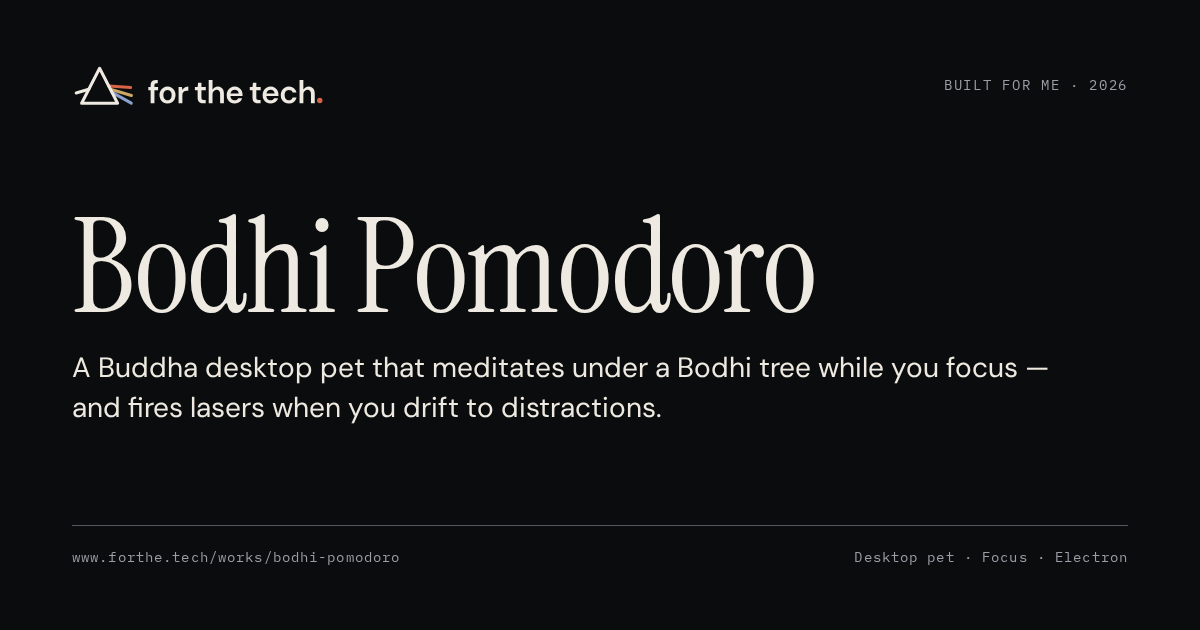 for the tech.
BUILT FOR ME · 2026
Bodhi Pomodoro
A Buddha desktop pet that meditates under a Bodhi tree while you focus —
and fires lasers when you drift to distractions.
www.forthe.tech/works/bodhi-pomodoro
Desktop pet · Focus · Electron